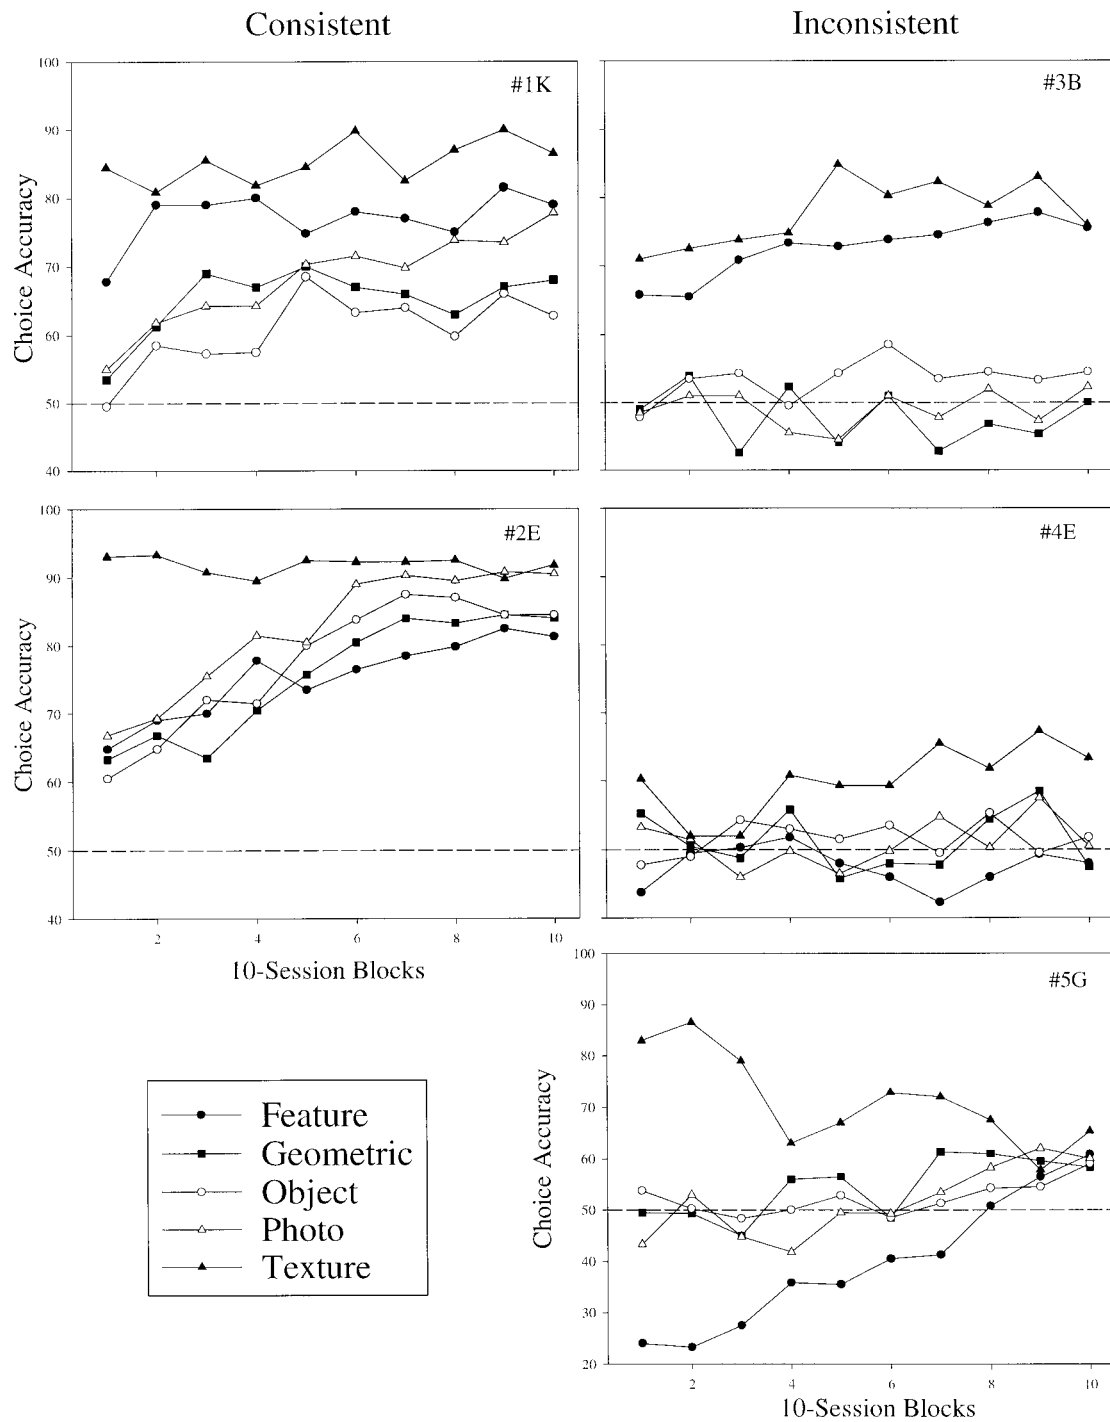 Consistent
Inconsistent
100
90
80
70
60
50
40
Choice Accuracy
#1K
#3B
100
90
80
70
60
50
40
Choice Accuracy
#2E
2
4
6
8
10
10-Session Blocks
#4E
100
90
80
70
60
50
40
30
20
Choice Accuracy
#5G
2
4
6
8
10
10-Session Blocks
Feature
Geometric
Object
Photo
Texture